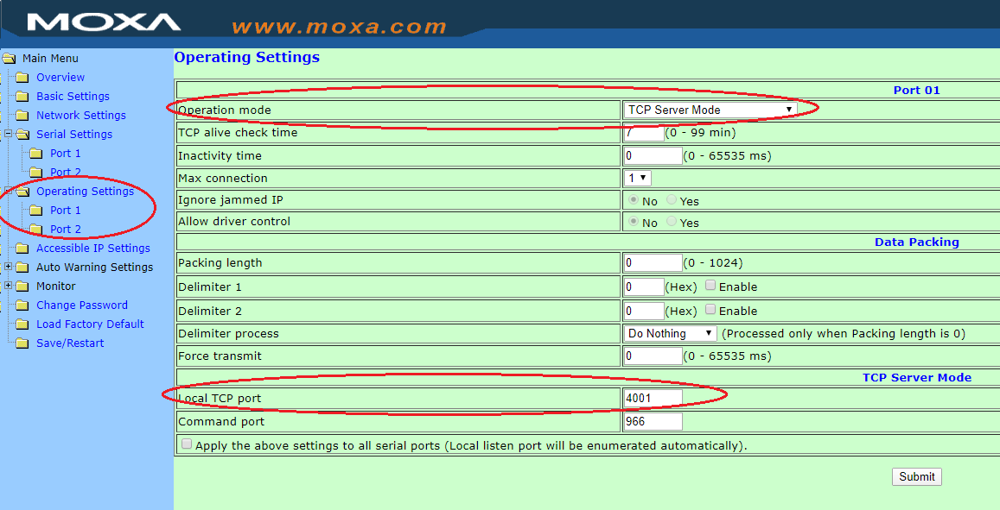 MOXA
www.moxa.com
Main Menu
Overview
Basic Settings
Network Settings
Serial Settings
Port 1
Port 2
Operating Settings
Port 1
Port 2
Accessible IP Settings
Auto Warning Settings
Monitor
Change Password
Load Factory Default
Save/Restart
Operating Settings
Port 01
Operation mode TCP Server Mode
TCP alive check time 7 (0 - 99 min)
Inactivity time 0 (0 - 65535 ms)
Max connection 1
Ignore jammed IP No Yes
Allow driver control No Yes
Data Packing
Packing length 0 (0 - 1024)
Delimiter 1 0 (Hex) Enable
Delimiter 2 0 (Hex) Enable
Delimiter process Do Nothing (Processed only when Packing length is 0)
Force transmit 0 (0 - 65535 ms)
TCP Server Mode
Local TCP port 4001
Command port 966
Apply the above settings to all serial ports (Local listen port will be enumerated automatically).
Submit